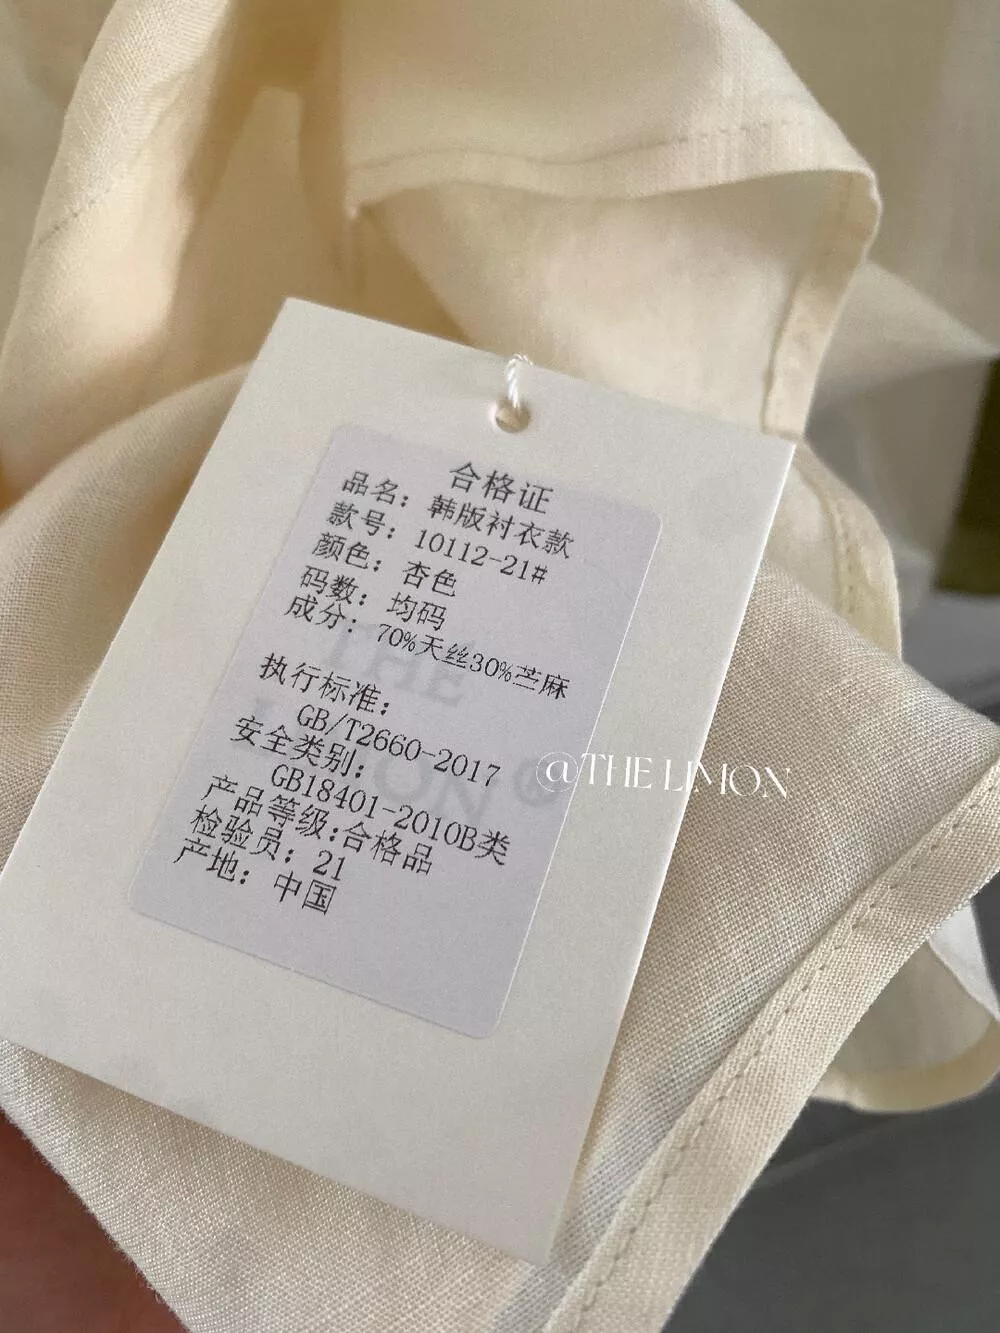 合格证
品名：韩版衬衣款
款号：10112-21#
颜色：杏色
码数：均码
成分：70%天丝30%苎麻
执行标准：
GB/T2660-2017
安全类别：
GB18401-2010B类
产品等级：合格品
检验员：21
产地：中国
THE
LIMON
@THE LIMON